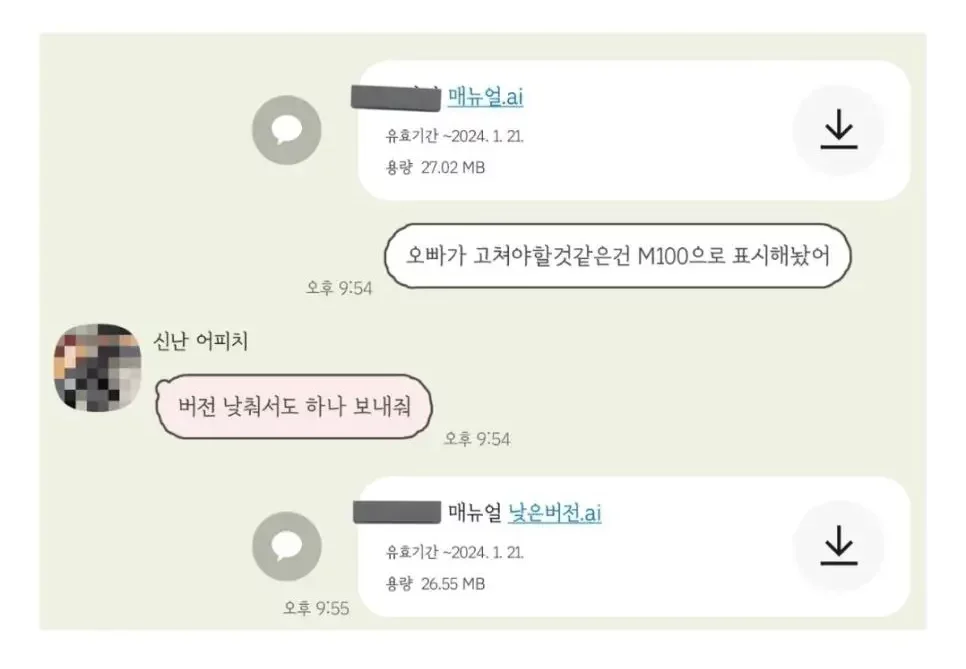 매뉴얼.ai
유효기간 ~2024. 1. 21.
용량 27.02 MB
오빠가 고쳐야할것같은건 M100으로 표시해놨어
오후 9:54
신난 어피치
버전 낮춰서도 하나 보내줘
오후 9:54
매뉴얼 낮은버전.ai
유효기간 ~2024. 1. 21.
용량 26.55 MB
오후 9:55